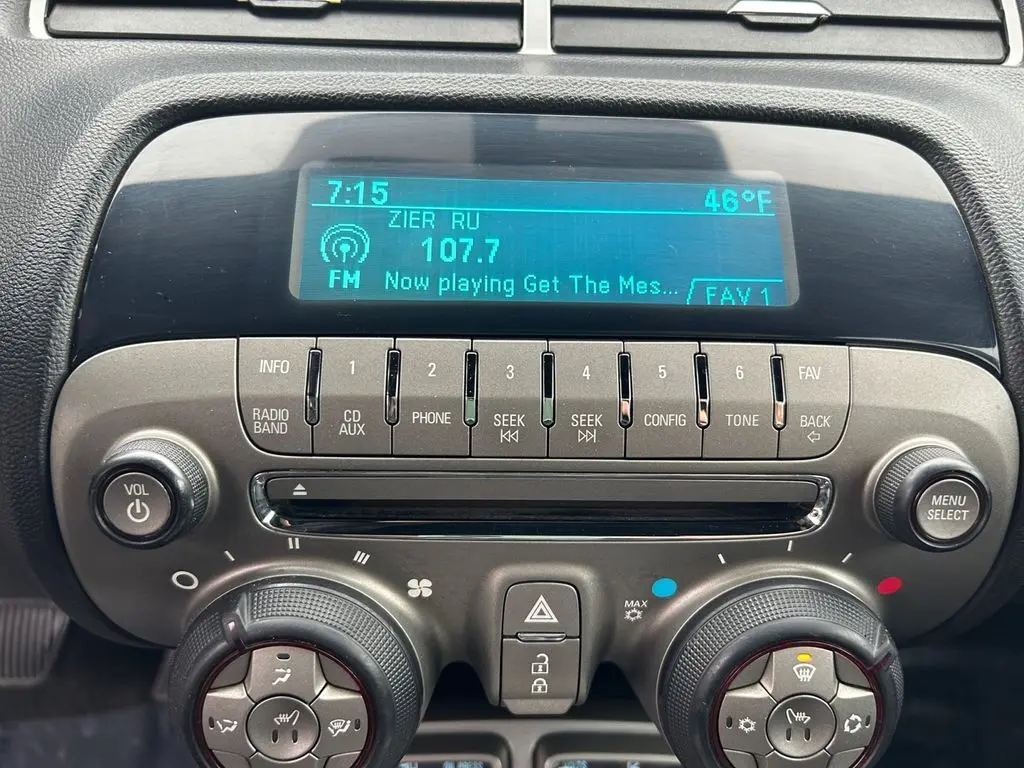 7:15 46°F
ZIER RU
107.7
FM Now playing Get The Mes... FAV 1
INFO 1 2 3 4 5 6 FAV
RADIO BAND CD AUX PHONE SEEK SEEK CONFIG TONE BACK
VOL
MENU SELECT
MAX